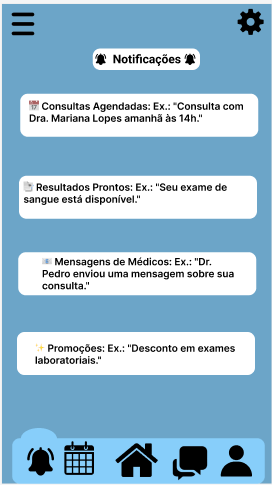 Notificações
Consultas Agendadas: Ex.: "Consulta com
Dra. Mariana Lopes amanhã às 14h."
Resultados Prontos: Ex.: "Seu exame de
sangue está disponível."
Mensagens de Médicos: Ex.: "Dr.
Pedro enviou uma mensagem sobre sua
consulta."
Promoções: Ex.: "Desconto em exames
laboratoriais."